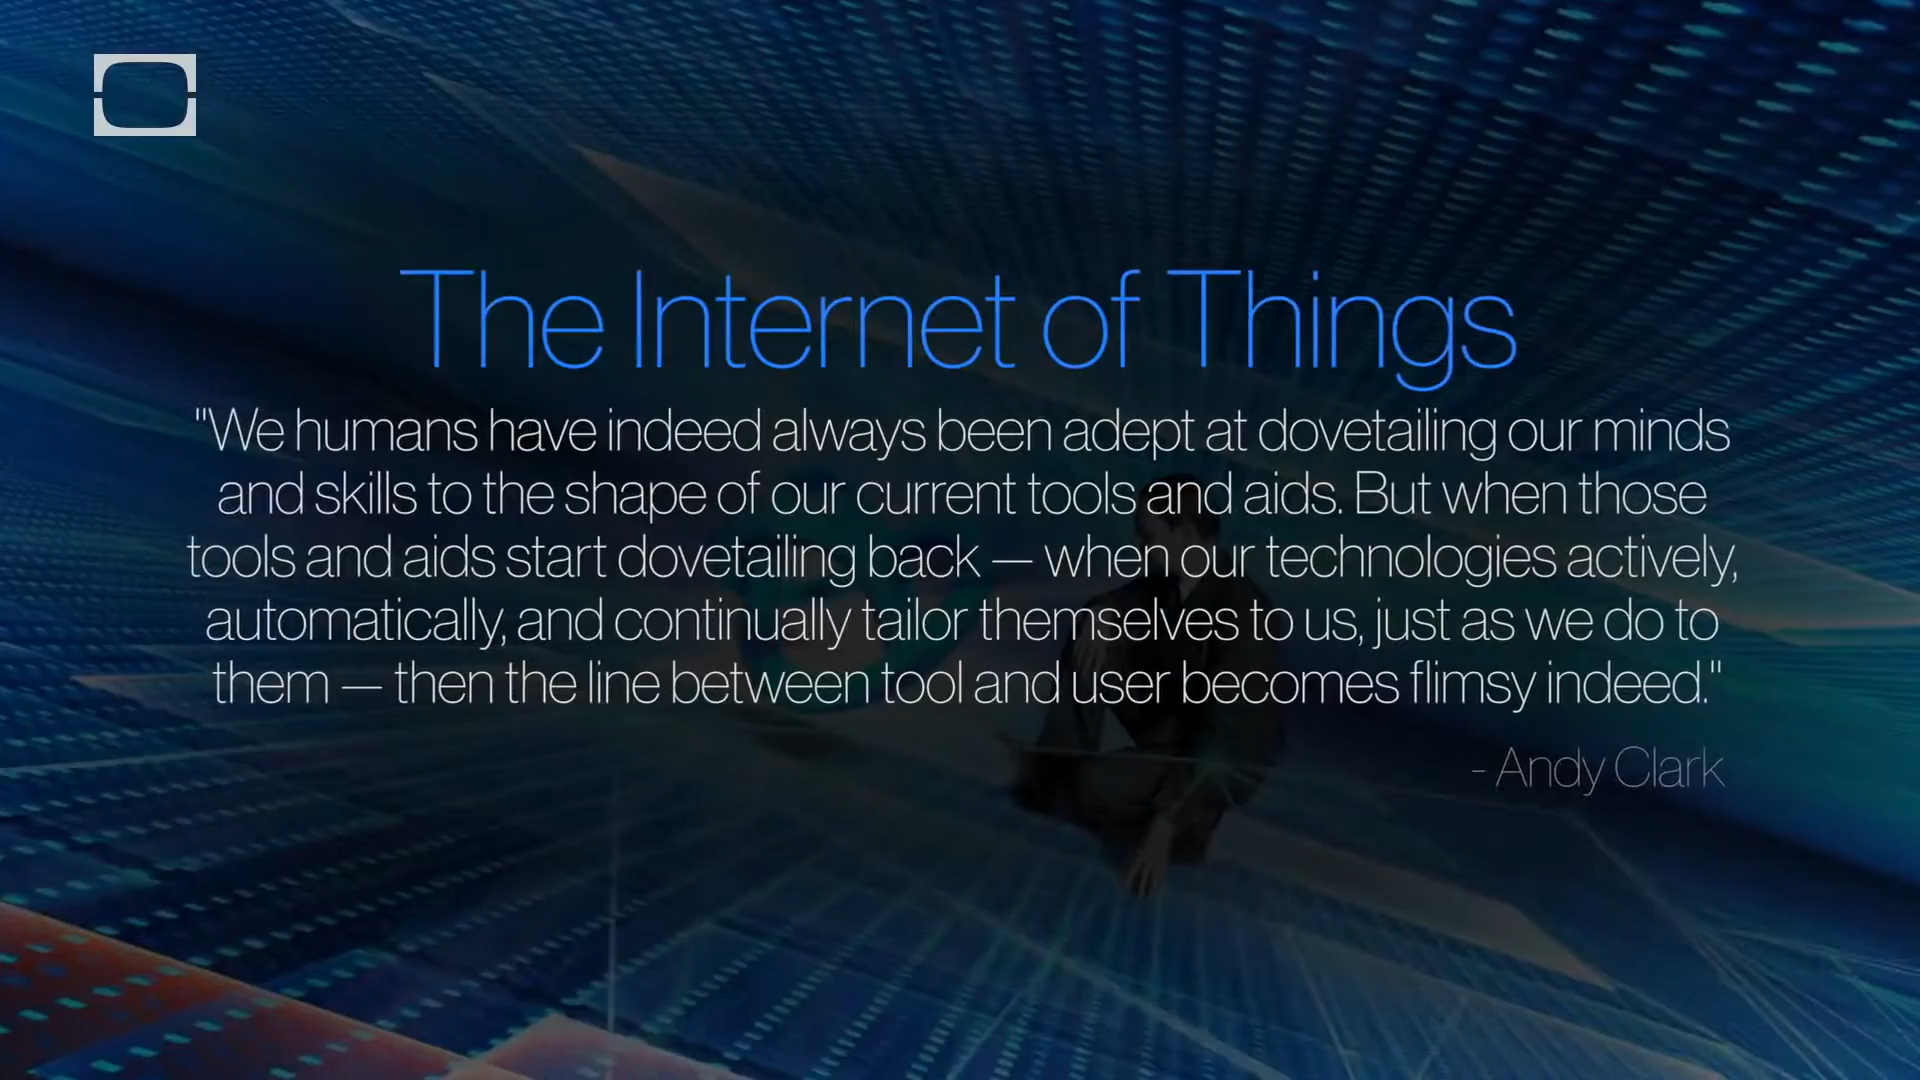 The Internet of Things
"We humans have indeed always been adept at dovetailing our minds
and skills to the shape of our current tools and aids. But when those
tools and aids start dovetailing back — when our technologies actively,
automatically, and continually tailor themselves to us, just as we do to
them — then the line between tool and user becomes flimsy indeed."
- Andy Clark